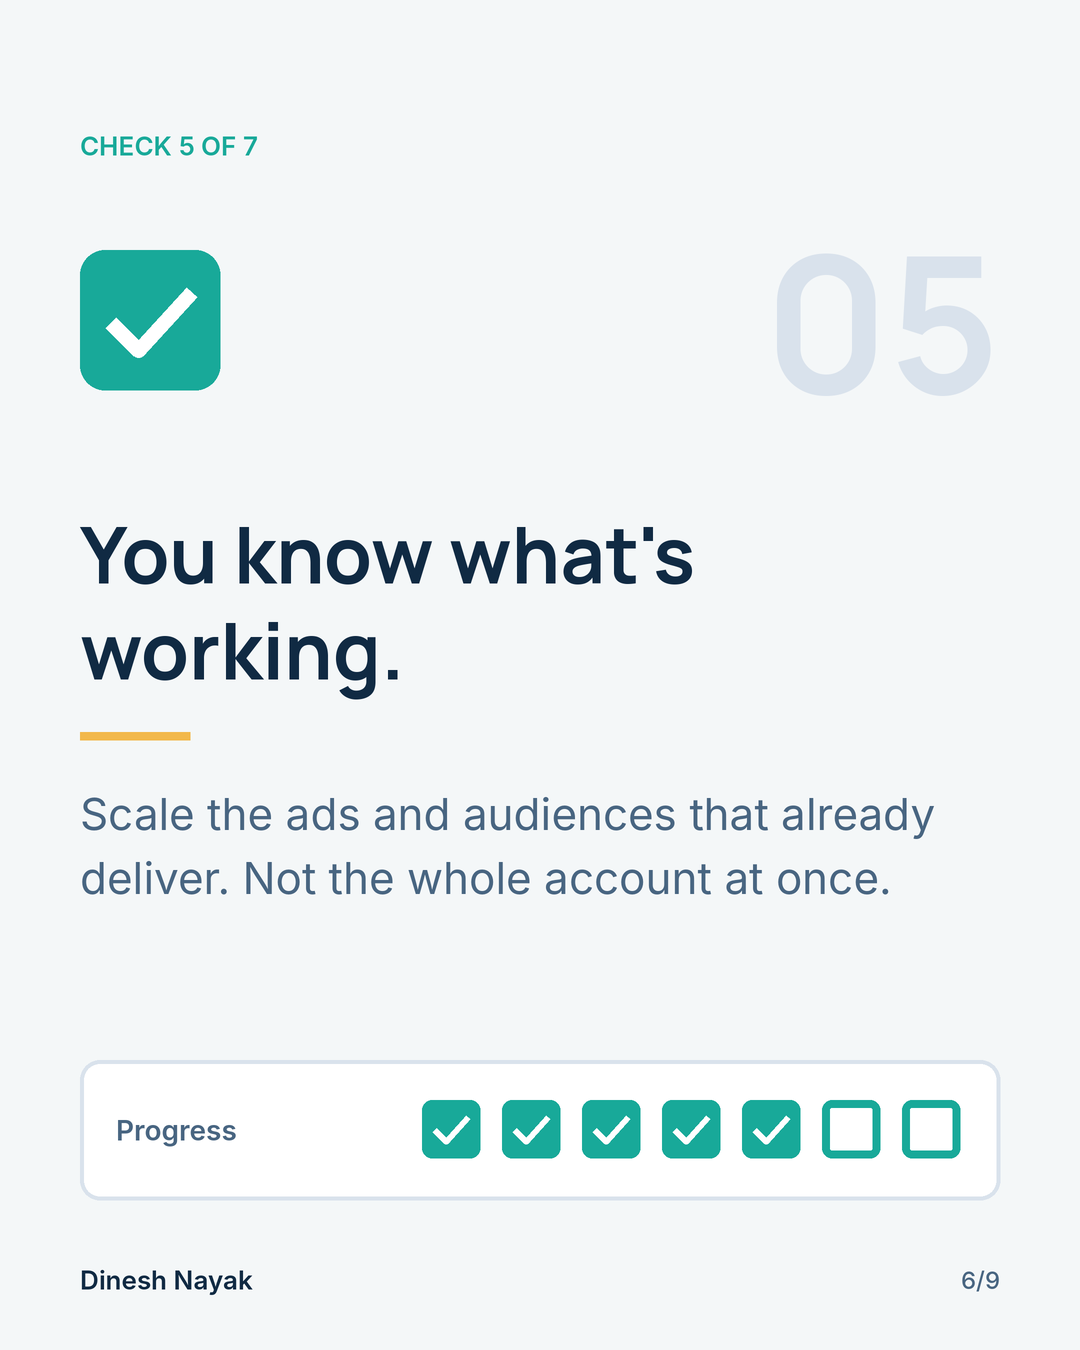 CHECK 5 OF 7
05
You know what's
working.
Scale the ads and audiences that already
deliver. Not the whole account at once.
Progress
Dinesh Nayak
6/9